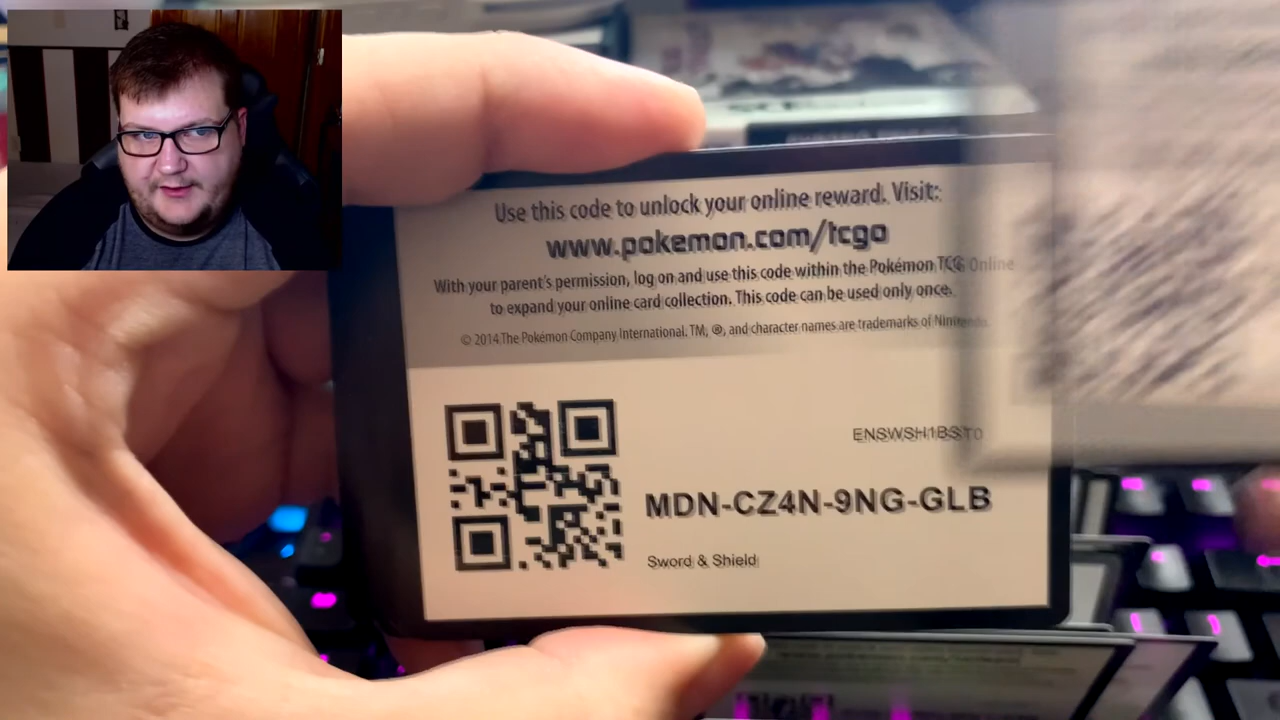 Use this code to unlock your online reward. Visit:
www.pokemon.com/tcgo
With your parent's permission, log on and use this code within the Pokémon TCG Online
to expand your online card collection. This code can be used only once.
© 2014 The Pokémon Company International. TM, ®, and character names are trademarks of Nintendo.
ENSWSH1BST0
MDN-CZ4N-9NG-GLB
Sword & Shield